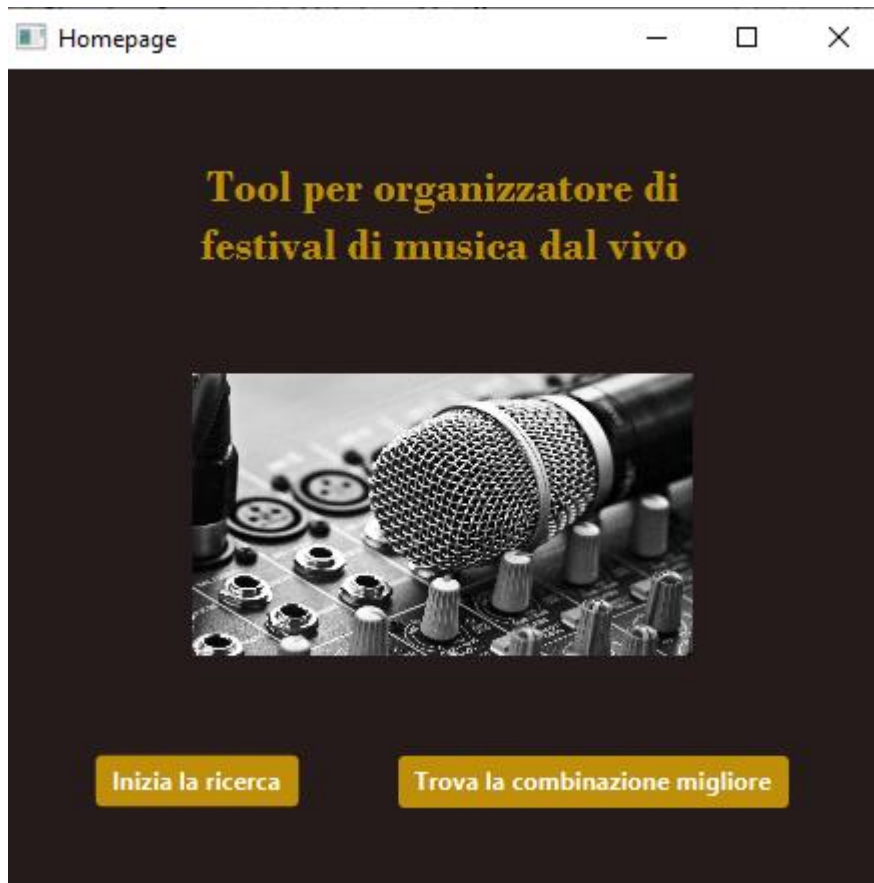 Homepage
Tool per organizzatore di
festival di musica dal vivo
Inizia la ricerca
Trova la combinazione migliore